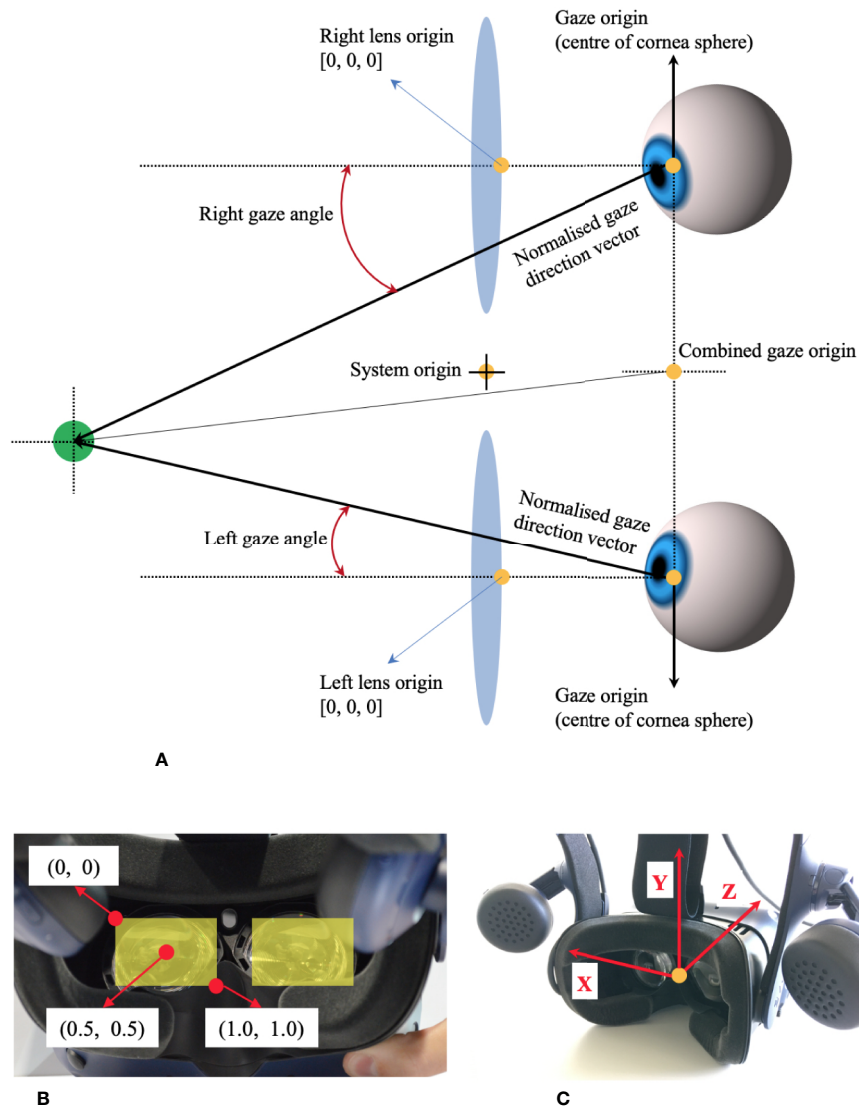 Gaze origin
(centre of cornea sphere)
Right lens origin
[0, 0, 0]
Right gaze angle
Normalised gaze
direction vector
System origin
Combined gaze origin
Normalised gaze
direction vector
Left gaze angle
Left lens origin
[0, 0, 0]
Gaze origin
(centre of cornea sphere)
A
(0, 0)
(0.5, 0.5)
(1.0, 1.0)
B
Y
Z
X
C